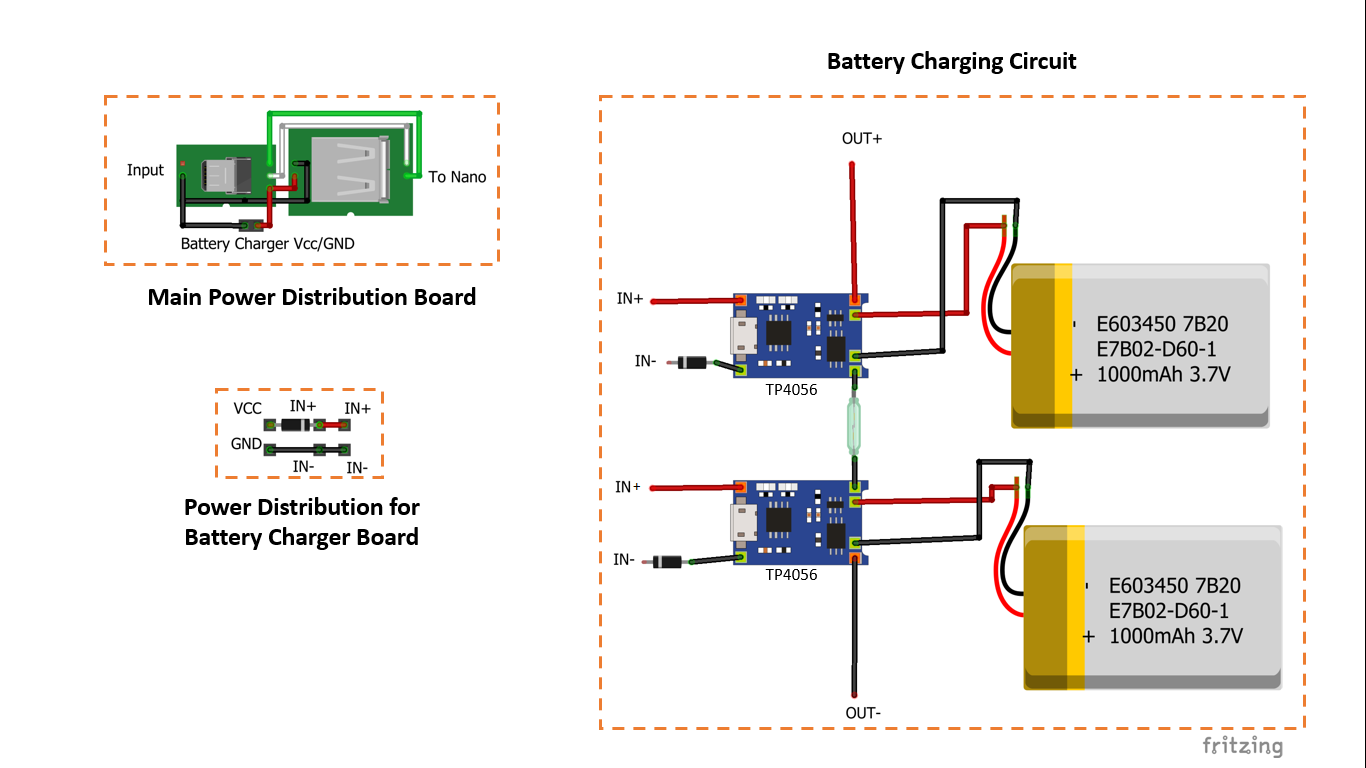 Battery Charging Circuit
Input
To Nano
Battery Charger Vcc/GND
Main Power Distribution Board
VCC
IN+
IN+
GND
IN-
IN-
Power Distribution for
Battery Charger Board
OUT+
IN+
IN-
TP4056
- E603450 7B20
E7B02-D60-1
+ 1000mAh 3.7V
IN+
IN-
TP4056
- E603450 7B20
E7B02-D60-1
+ 1000mAh 3.7V
OUT-
fritzing